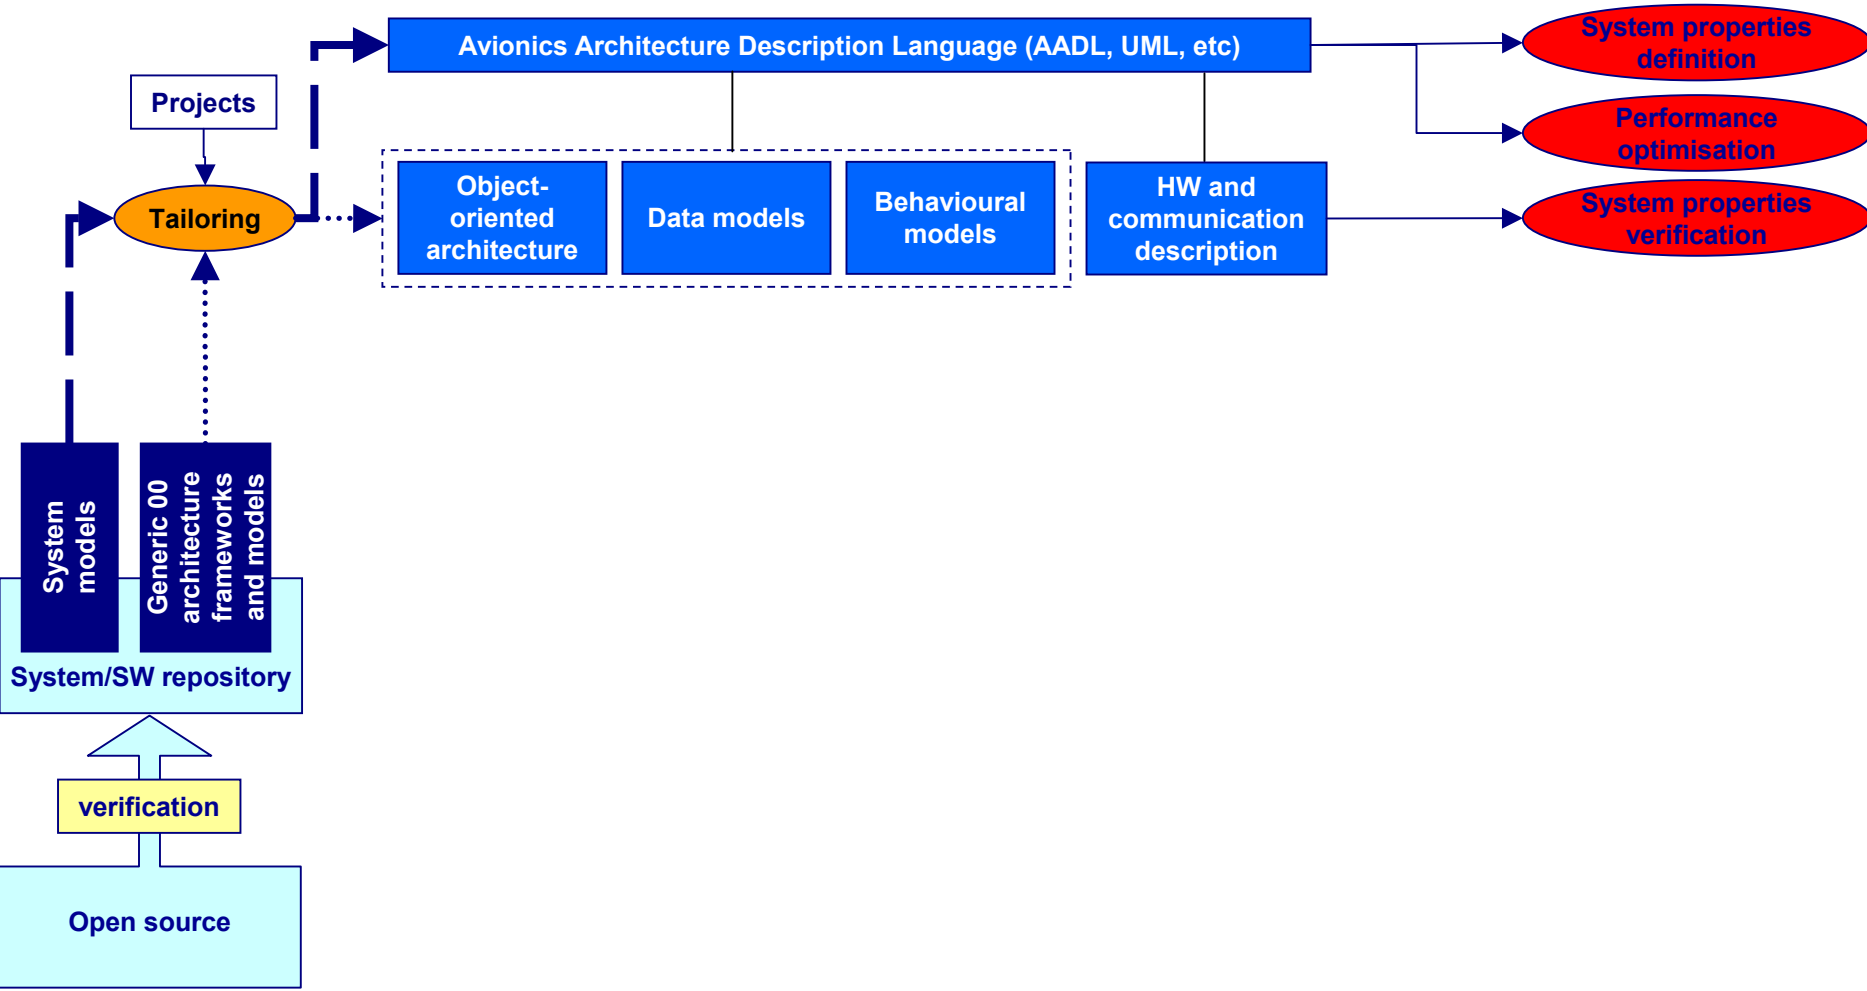 Avionics Architecture Description Language (AADL, UML, etc)
System properties
definition
Projects
Performance
optimisation
Tailoring
Object-
oriented
architecture
Data models
Behavioural
models
HW and
communication
description
System properties
verification
System
models
Generic 00
architecture
frameworks
and models
System/SW repository
verification
Open source